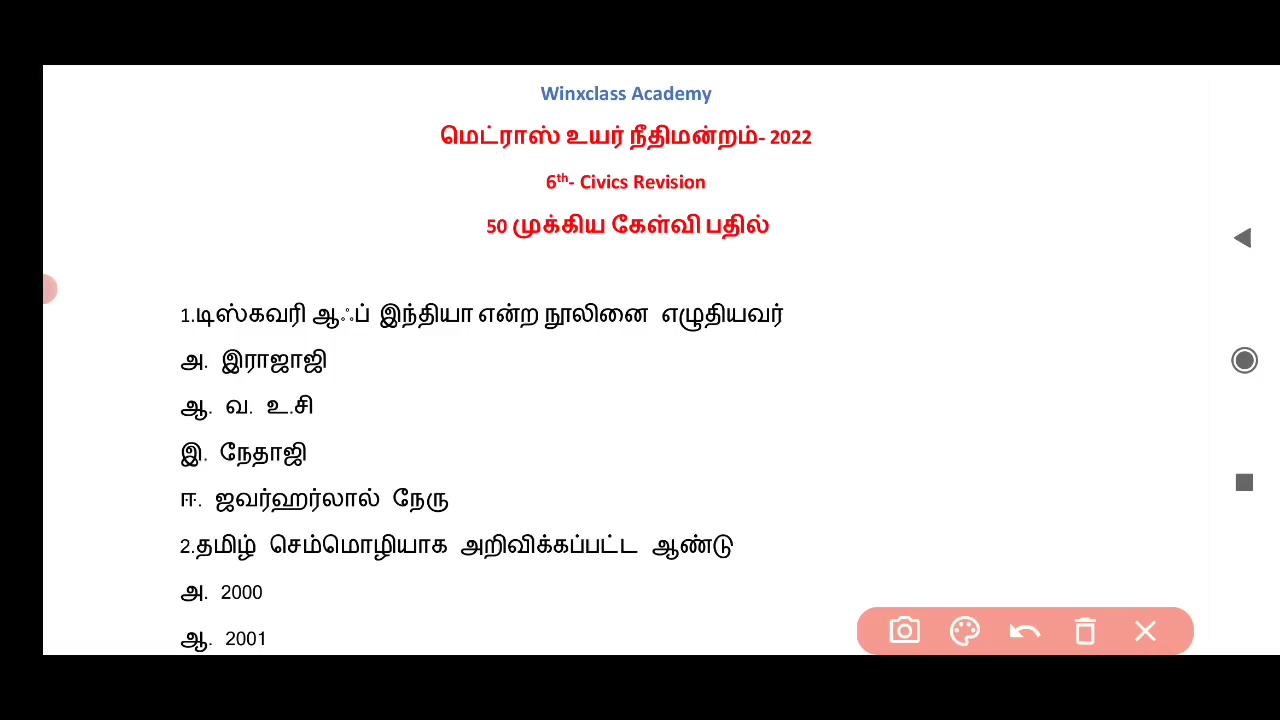 Winxclass Academy
மெட்ராஸ் உயர் நீதிமன்றம்- 2022
6th- Civics Revision
50 முக்கிய கேள்வி பதில்
1.டிஸ்கவரி ஆஃப் இந்தியா என்ற நூலினை எழுதியவர்
அ. இராஜாஜி
ஆ. வ. உ.சி
இ. நேதாஜி
ஈ. ஜவர்ஹர்லால் நேரு
2.தமிழ் செம்மொழியாக அறிவிக்கப்பட்ட ஆண்டு
அ. 2000
ஆ. 2001